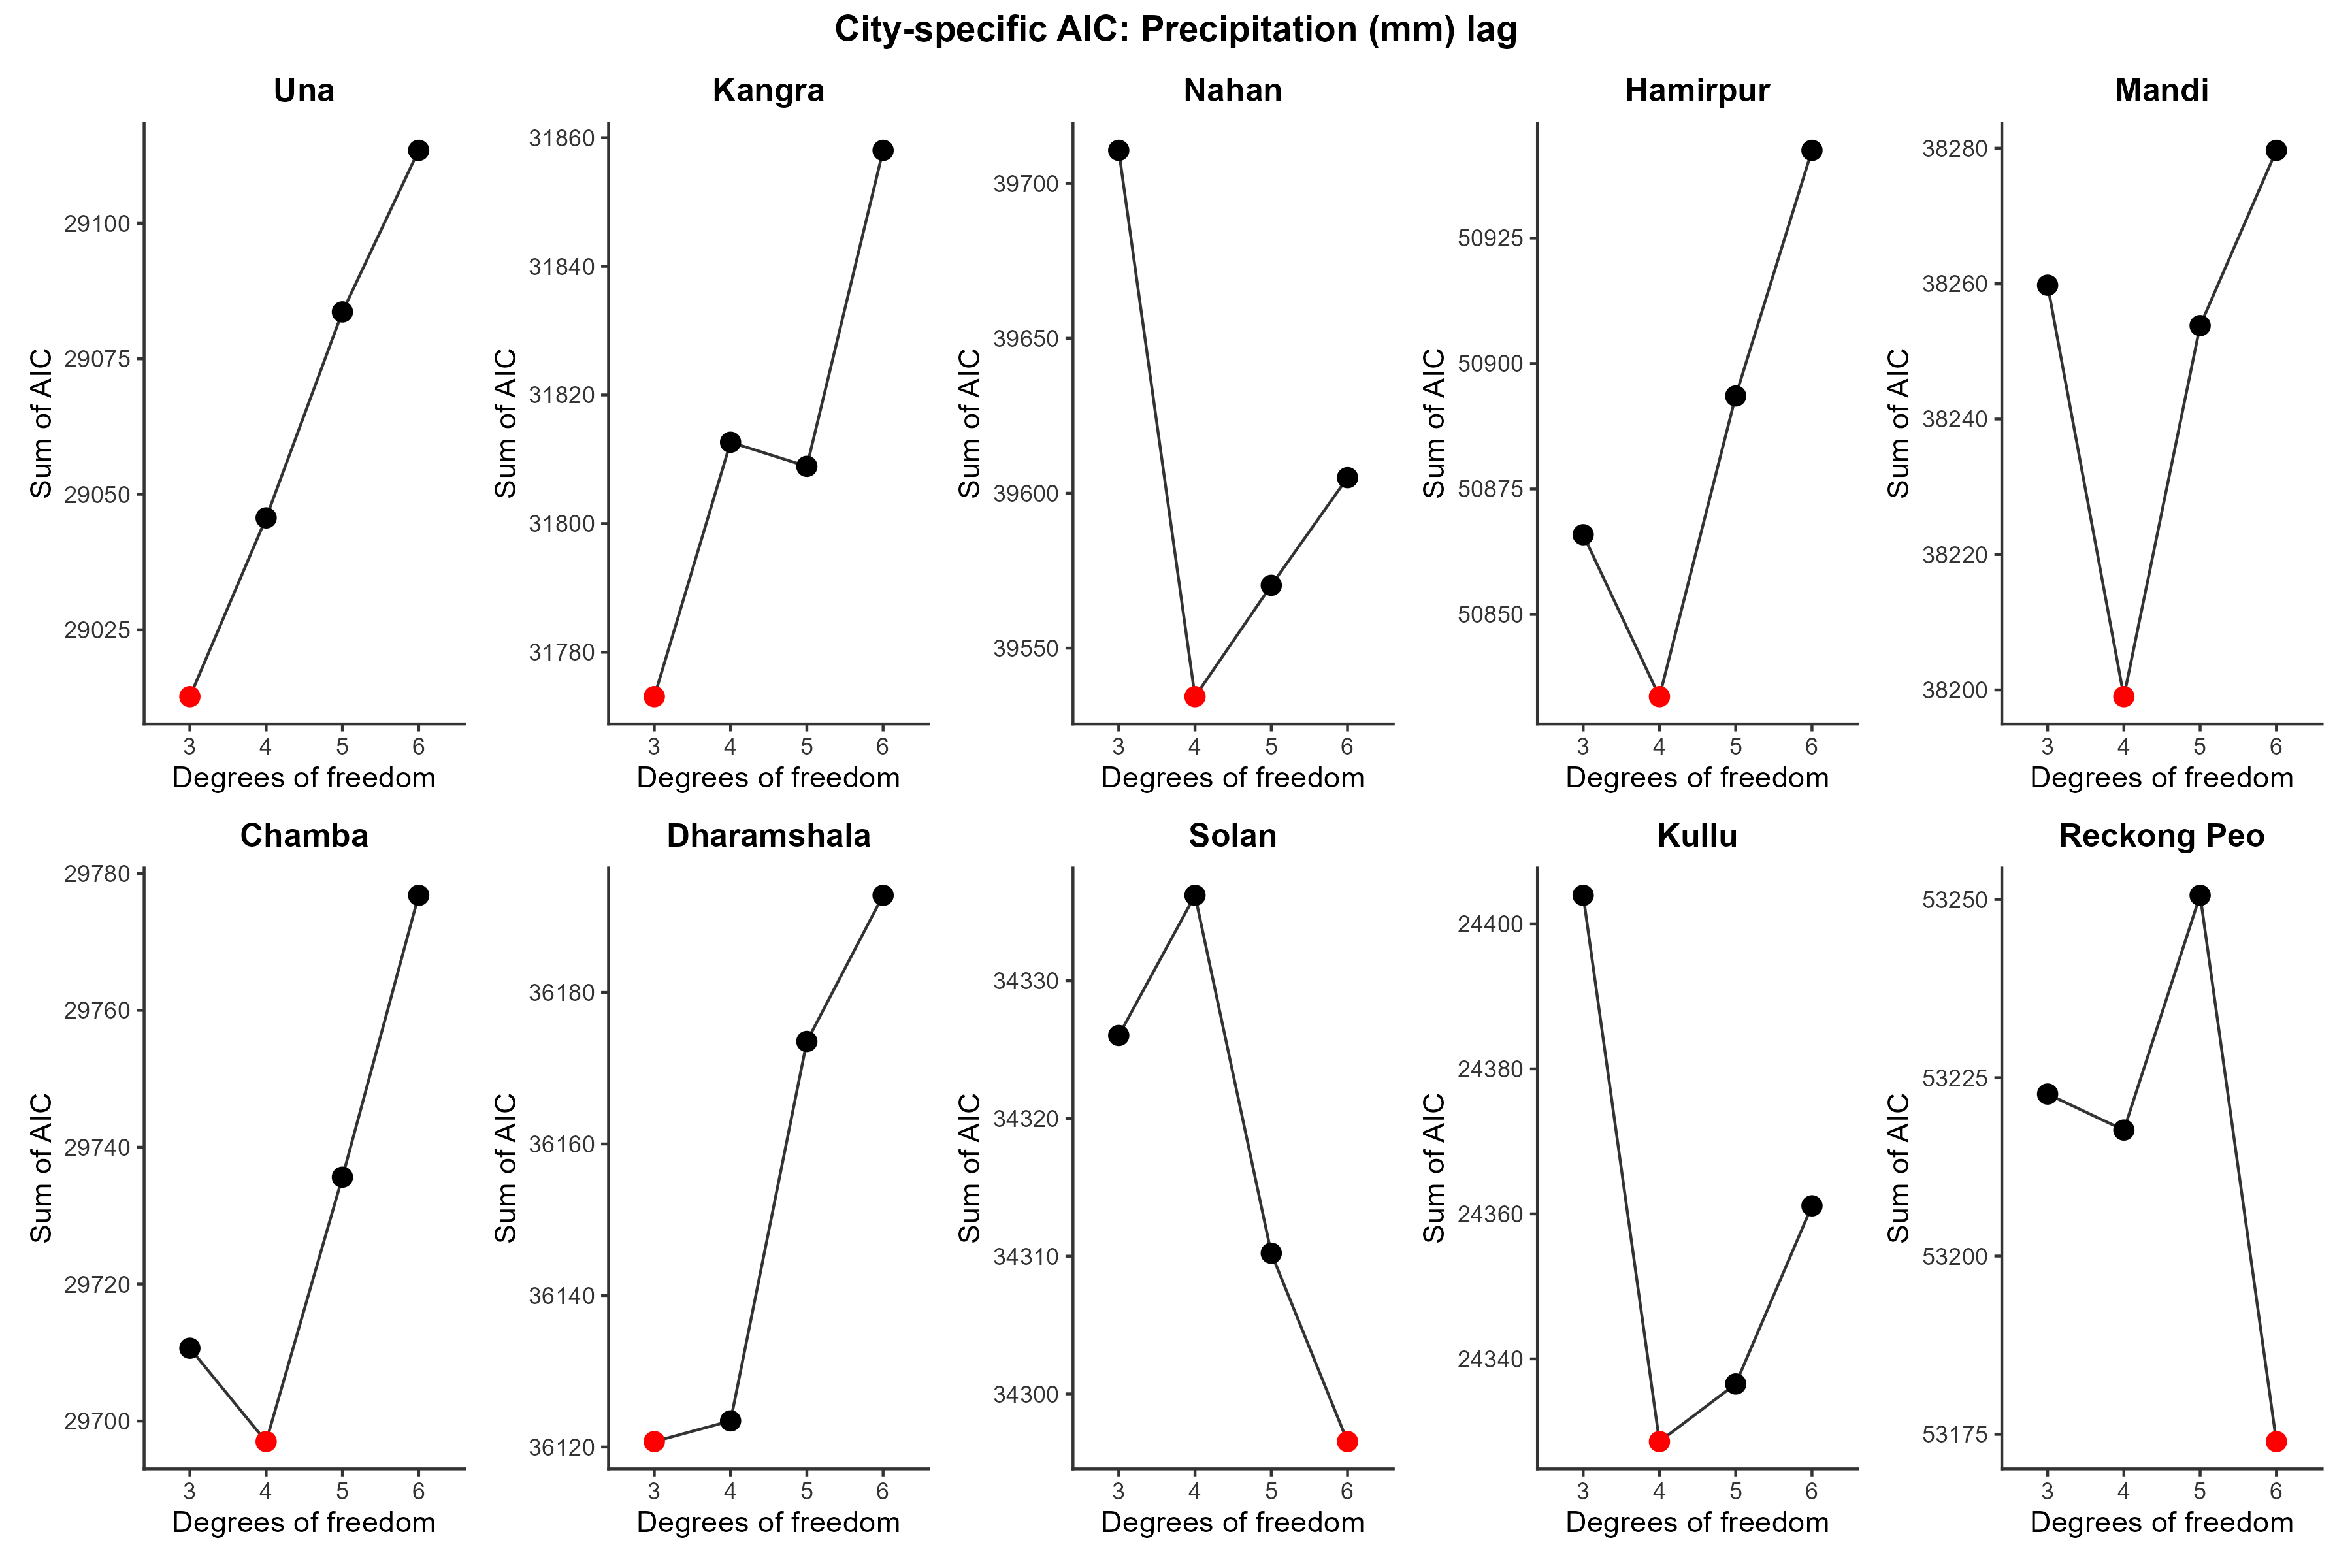 City-specific AIC: Precipitation (mm) lag
Una
Kangra
Nahan
Hamirpur
Mandi
Sum of AIC
29100
29075
29050
29025
3 4 5 6
Degrees of freedom
Sum of AIC
31860
31840
31820
31800
31780
3 4 5 6
Degrees of freedom
Sum of AIC
39700
39650
39600
39550
3 4 5 6
Degrees of freedom
Sum of AIC
50925
50900
50875
50850
3 4 5 6
Degrees of freedom
Sum of AIC
38280
38260
38240
38220
38200
3 4 5 6
Degrees of freedom
Chamba
Dharamshala
Solan
Kullu
Reckong Peo
Sum of AIC
29780
29760
29740
29720
29700
3 4 5 6
Degrees of freedom
Sum of AIC
36180
36160
36140
36120
3 4 5 6
Degrees of freedom
Sum of AIC
34330
34320
34310
34300
3 4 5 6
Degrees of freedom
Sum of AIC
24400
24380
24360
24340
3 4 5 6
Degrees of freedom
Sum of AIC
53250
53225
53200
53175
3 4 5 6
Degrees of freedom